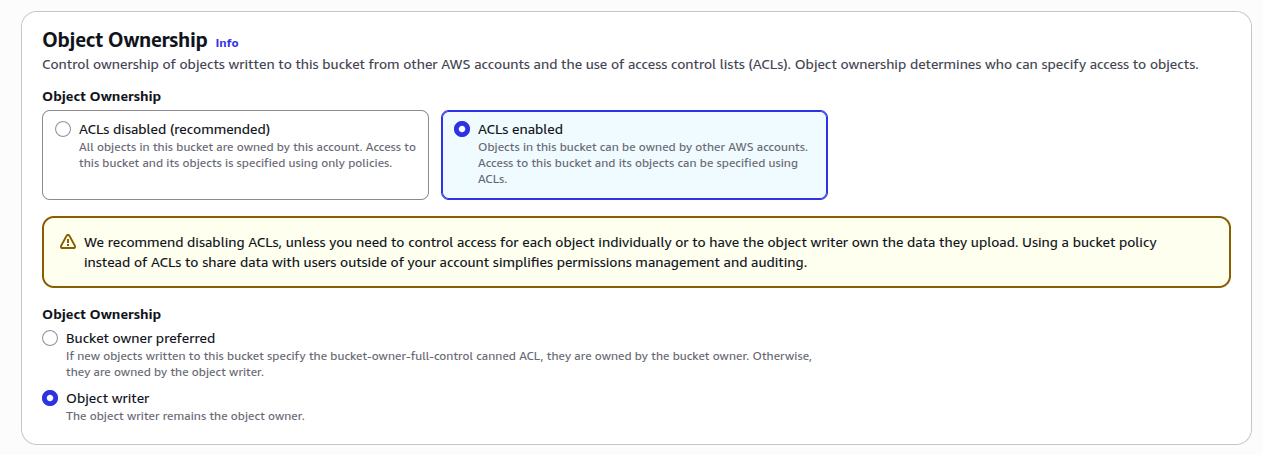 Object Ownership Info
Control ownership of objects written to this bucket from other AWS accounts and the use of access control lists (ACLs). Object ownership determines who can specify access to objects.
Object Ownership
ACLs disabled (recommended)
All objects in this bucket are owned by this account. Access to
this bucket and its objects is specified using only policies.
ACLs enabled
Objects in this bucket can be owned by other AWS accounts.
Access to this bucket and its objects can be specified using
ACLs.
We recommend disabling ACLs, unless you need to control access for each object individually or to have the object writer own the data they upload. Using a bucket policy
instead of ACLs to share data with users outside of your account simplifies permissions management and auditing.
Object Ownership
Bucket owner preferred
If new objects written to this bucket specify the bucket-owner-full-control canned ACL, they are owned by the bucket owner. Otherwise,
they are owned by the object writer.
Object writer
The object writer remains the object owner.